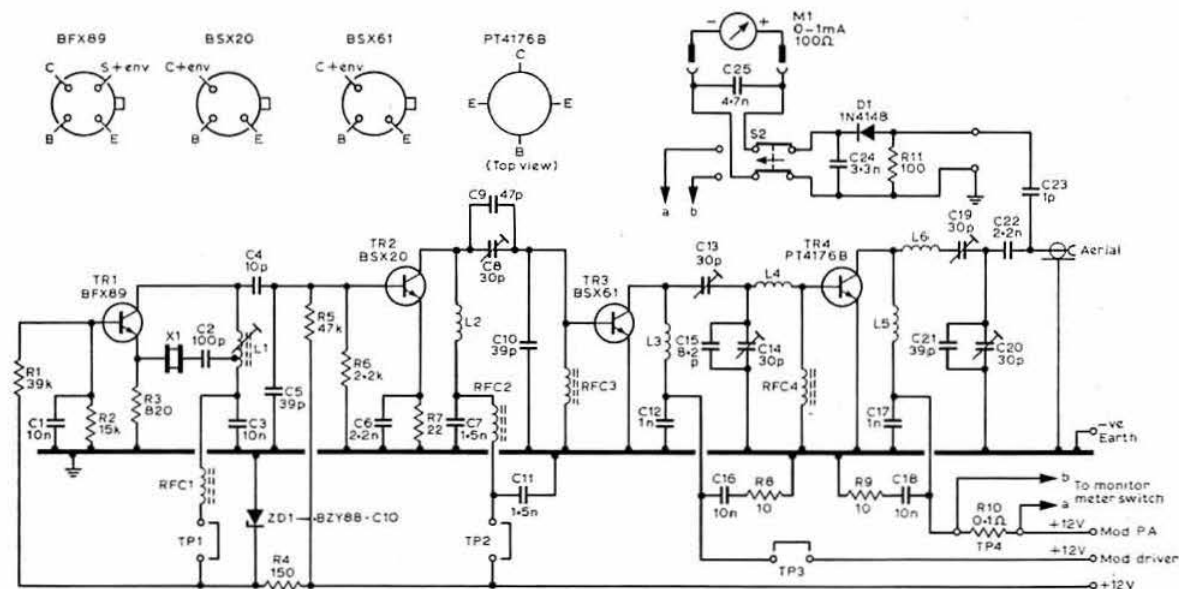 BFX89
BSX20
BSX61
PT4176B
C
S+env
B
E
C+env
B
E
C+env
B
E
C
E
E
B
(Top view)
M1
0-1mA
100Ω
-
+
C25
4·7n
S2
D1
1N4148
C24
3·3n
R11
100
C23
1p
a
b
C9
47p
C8
30p
TR1
BFX89
C4
10p
TR2
BSX20
TR3
BSX61
C13
30p
L4
TR4
PT4176B
L6
C19
30p
C22
2·2n
Aerial
R1
39k
C1
10n
R2
15k
R3
820
X1
C2
100p
L1
C3
10n
C5
39p
R5
47k
R6
2·2k
C6
2·2n
R7
22
L2
C7
1·5n
RFC2
C10
39p
RFC3
L3
C12
1n
C15
8·2p
C14
30p
RFC4
L5
C17
1n
C21
39p
C20
30p
-ve
Earth
RFC1
TP1
ZD1
BZY88-C10
R4
150
C11
1·5n
TP2
C16
10n
R8
10
R9
10
C18
10n
TP3
b
To monitor
meter switch
a
R10
0·1Ω
TP4
+12V
Mod PA
+12V
Mod driver
+12V